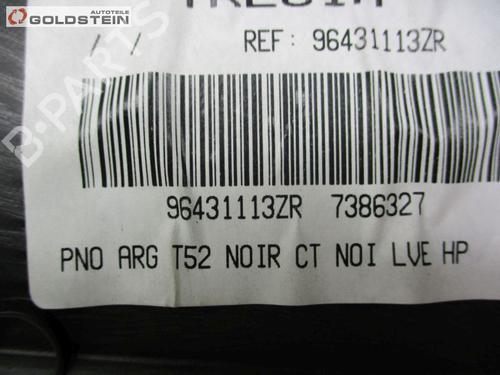 AUTOTEILE
GOLDSTEIN
/ / REF: 96431113ZR
96431113ZR 7386327
PNO ARG T52 NOIR CT NOI LVE HP
B-PARTS